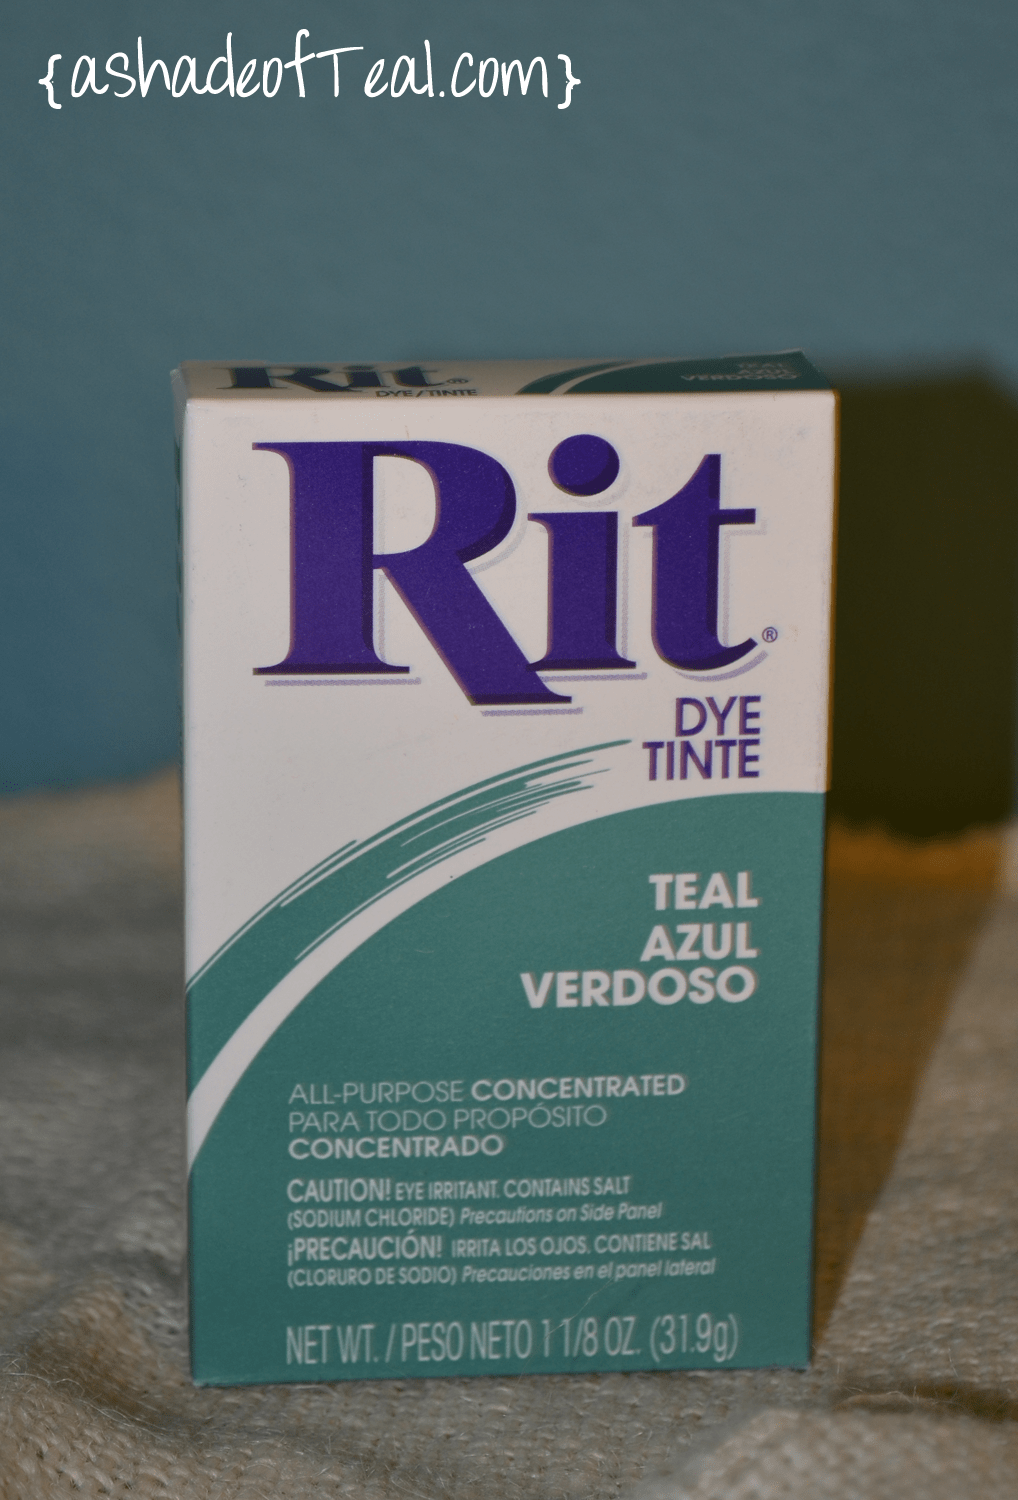 {ashadeofTeal.com}
Rit®
DYE/TINTE
TEAL
AZUL
VERDOSO
Rit®
DYE
TINTE
TEAL
AZUL
VERDOSO
ALL-PURPOSE CONCENTRATED
PARA TODO PROPÓSITO
CONCENTRADO
CAUTION! EYE IRRITANT. CONTAINS SALT
(SODIUM CHLORIDE) Precautions on Side Panel
¡PRECAUCIÓN! IRRITA LOS OJOS. CONTIENE SAL
(CLORURO DE SODIO) Precauciones en el panel lateral
NET WT. / PESO NETO 1 1/8 OZ. (31.9g)